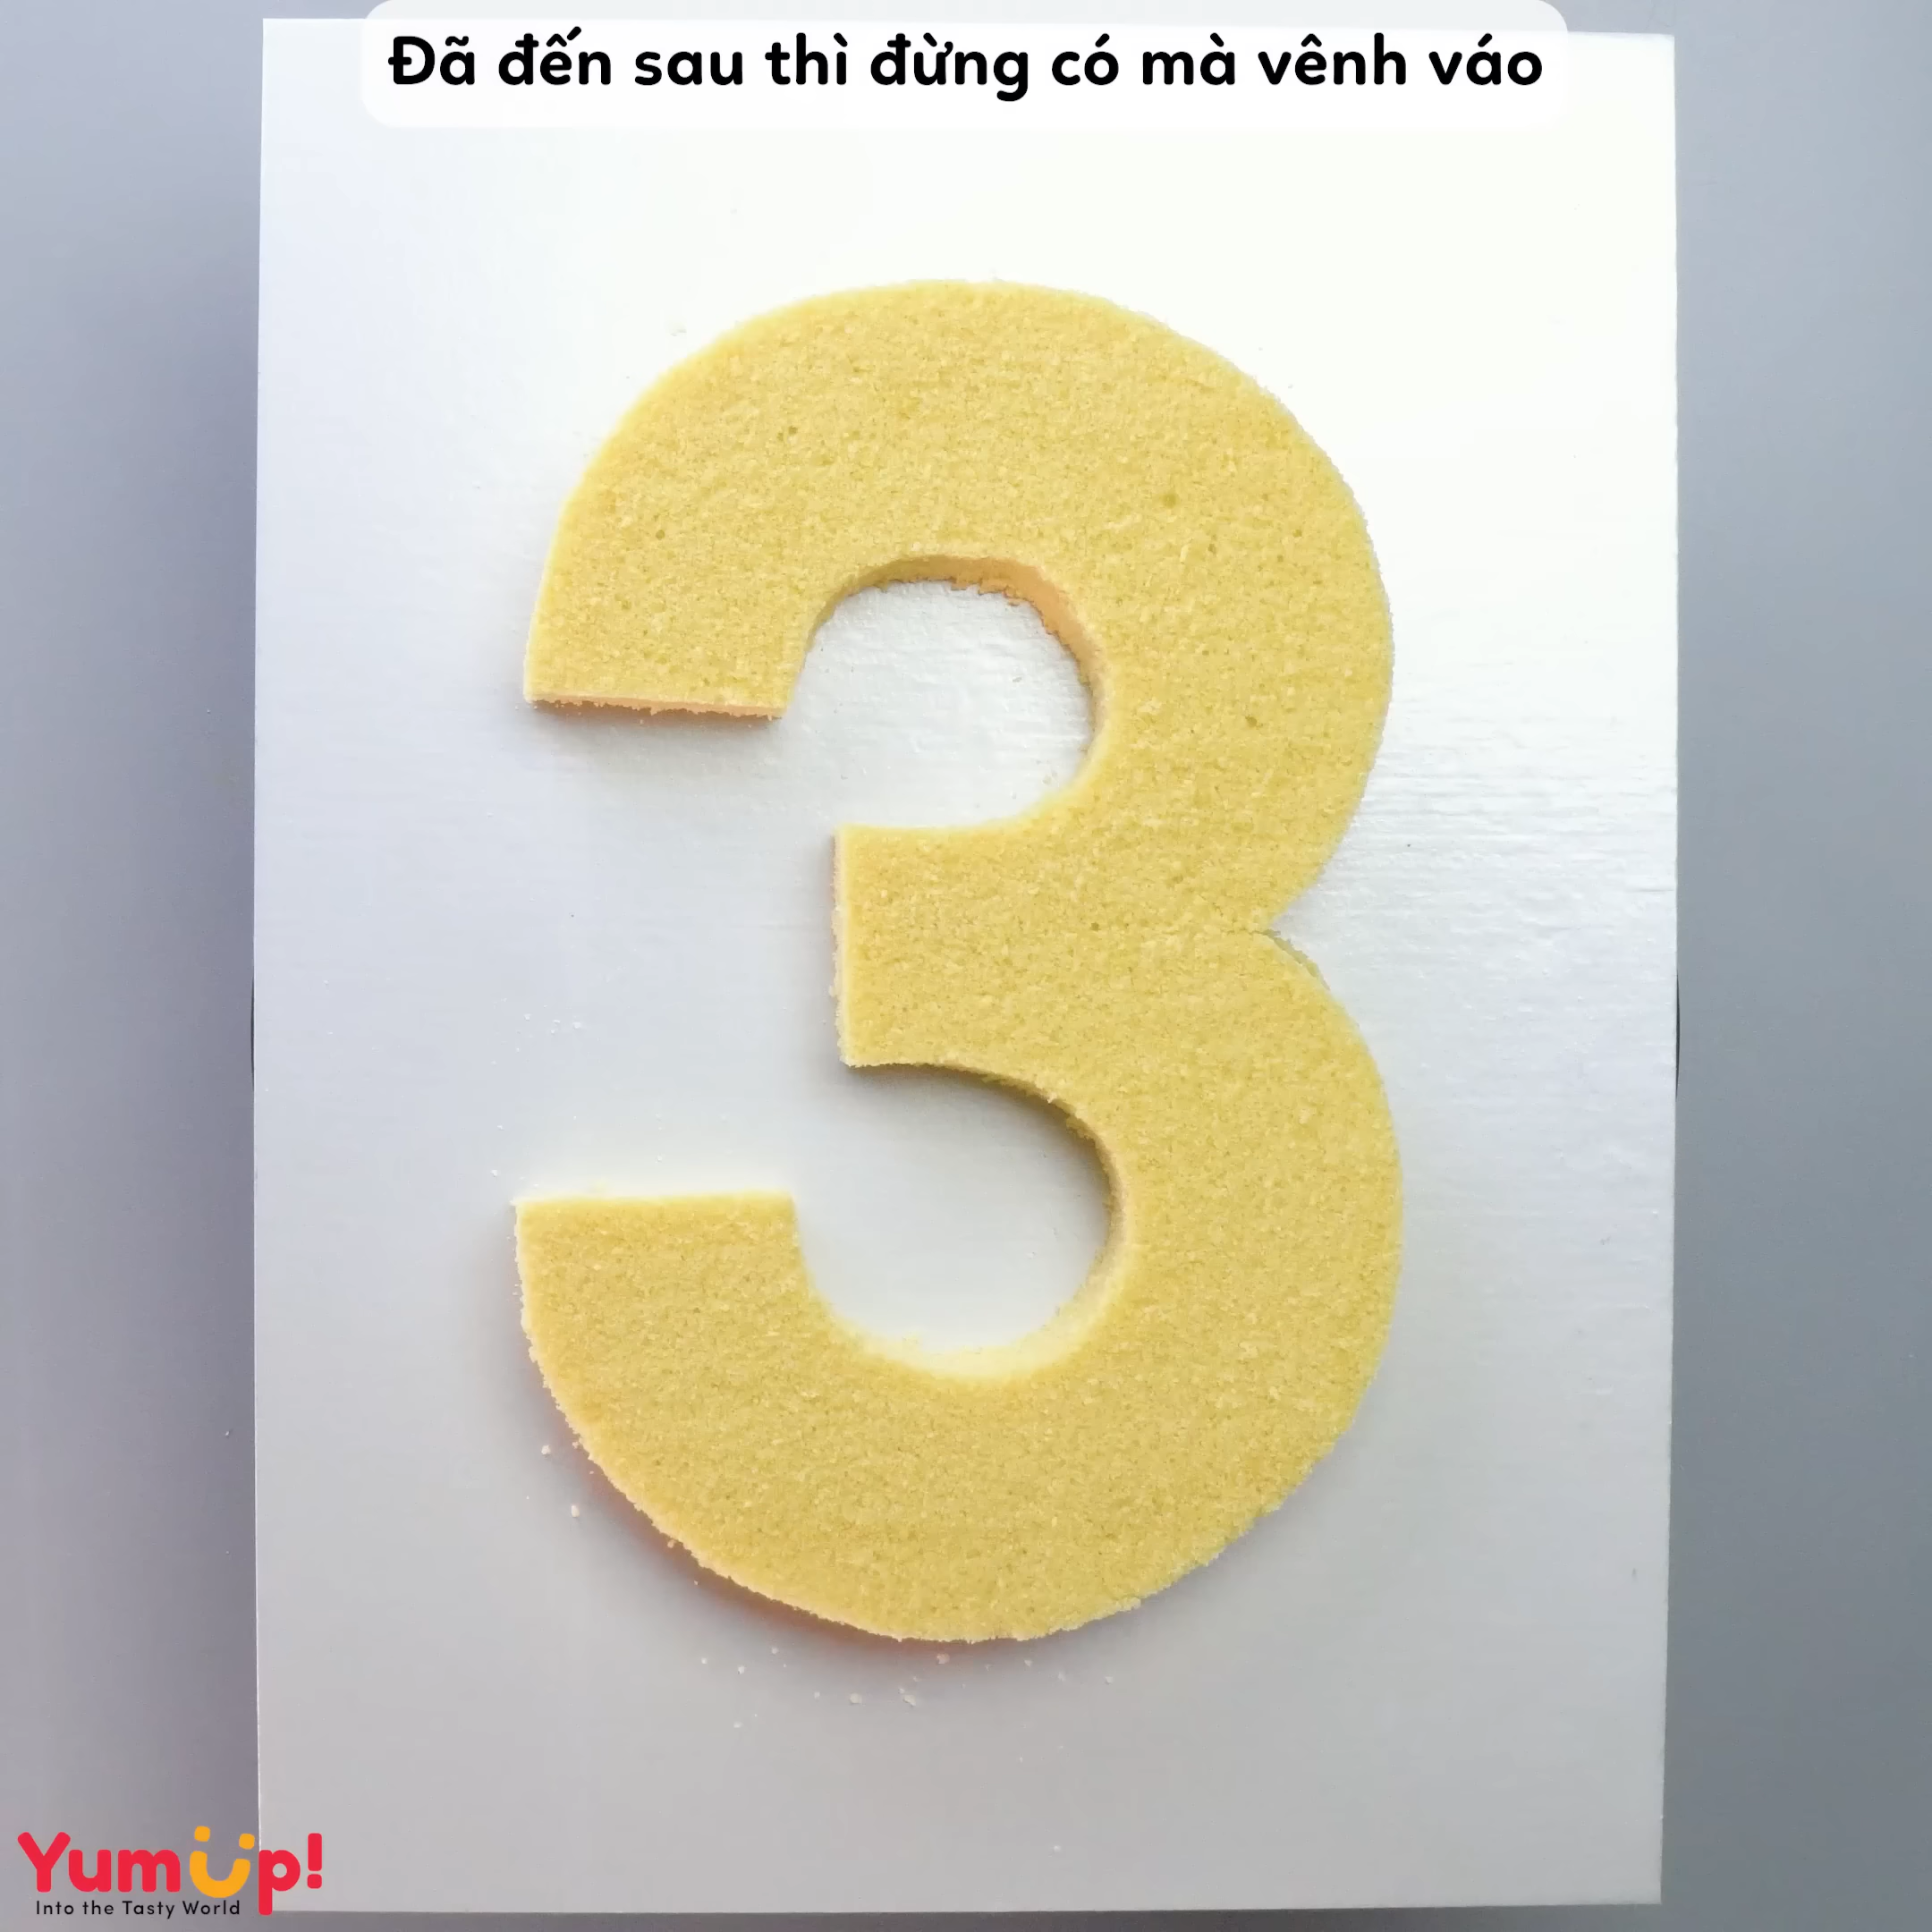 Đã đến sau thì đừng có mà vênh váo
3
YumUp!
Into the Tasty World